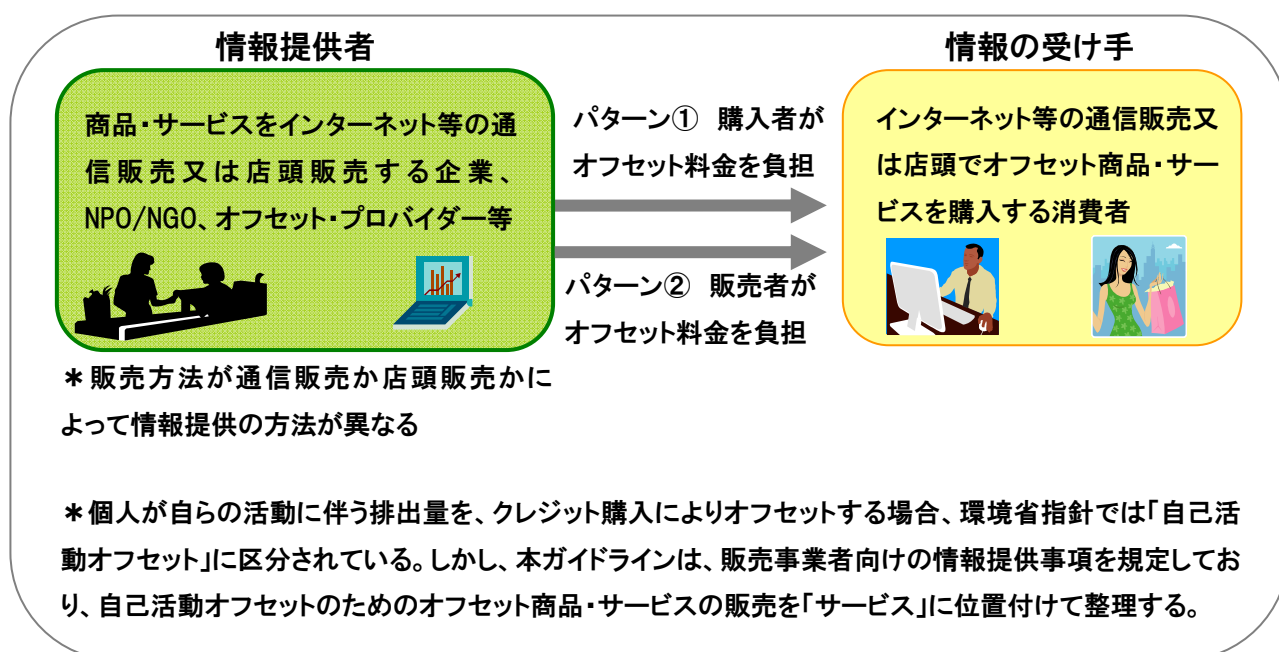 情報提供者
商品・サービスをインターネット等の通
信販売又は店頭販売する企業、
NPO/NGO、オフセット・プロバイダー等
パターン① 購入者が
オフセット料金を負担
パターン② 販売者が
オフセット料金を負担
情報の受け手
インターネット等の通信販売又
は店頭でオフセット商品・サー
ビスを購入する消費者
＊販売方法が通信販売か店頭販売かに
よって情報提供の方法が異なる
＊個人が自らの活動に伴う排出量を、クレジット購入によりオフセットする場合、環境省指針では「自己活
動オフセット」に区分されている。しかし、本ガイドラインは、販売事業者向けの情報提供事項を規定してお
り、自己活動オフセットのためのオフセット商品・サービスの販売を「サービス」に位置付けて整理する。